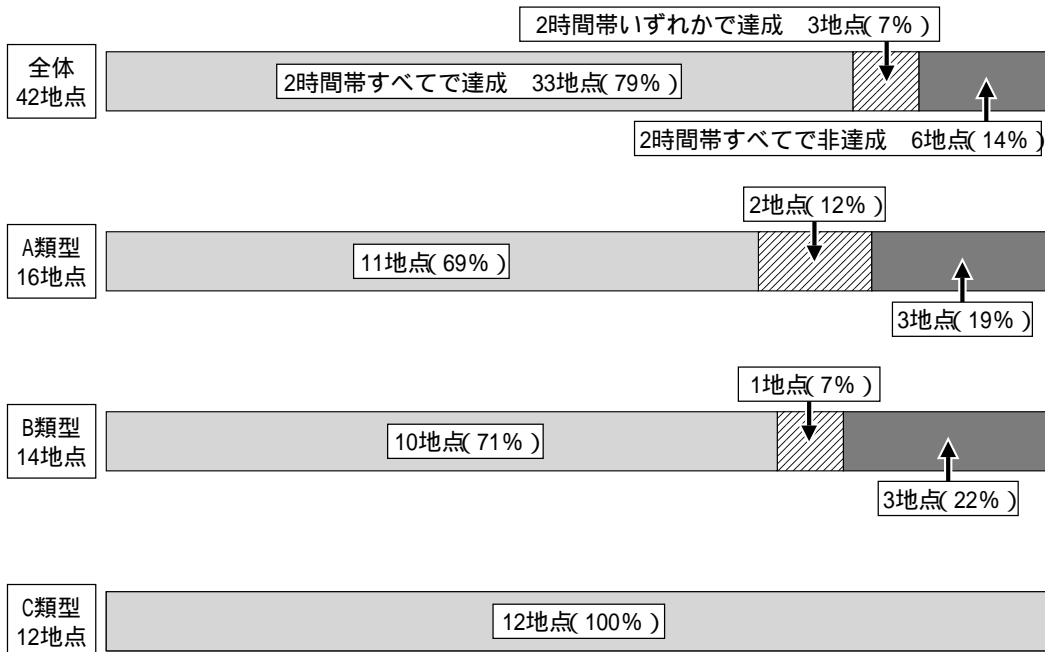 2時間帯いずれかで達成　3地点(7%)
全体
42地点
2時間帯すべてで達成　33地点(79%)
2時間帯すべてで非達成　6地点(14%)
2地点(12%)
A類型
16地点
11地点(69%)
3地点(19%)
1地点(7%)
B類型
14地点
10地点(71%)
3地点(22%)
C類型
12地点
12地点(100%)